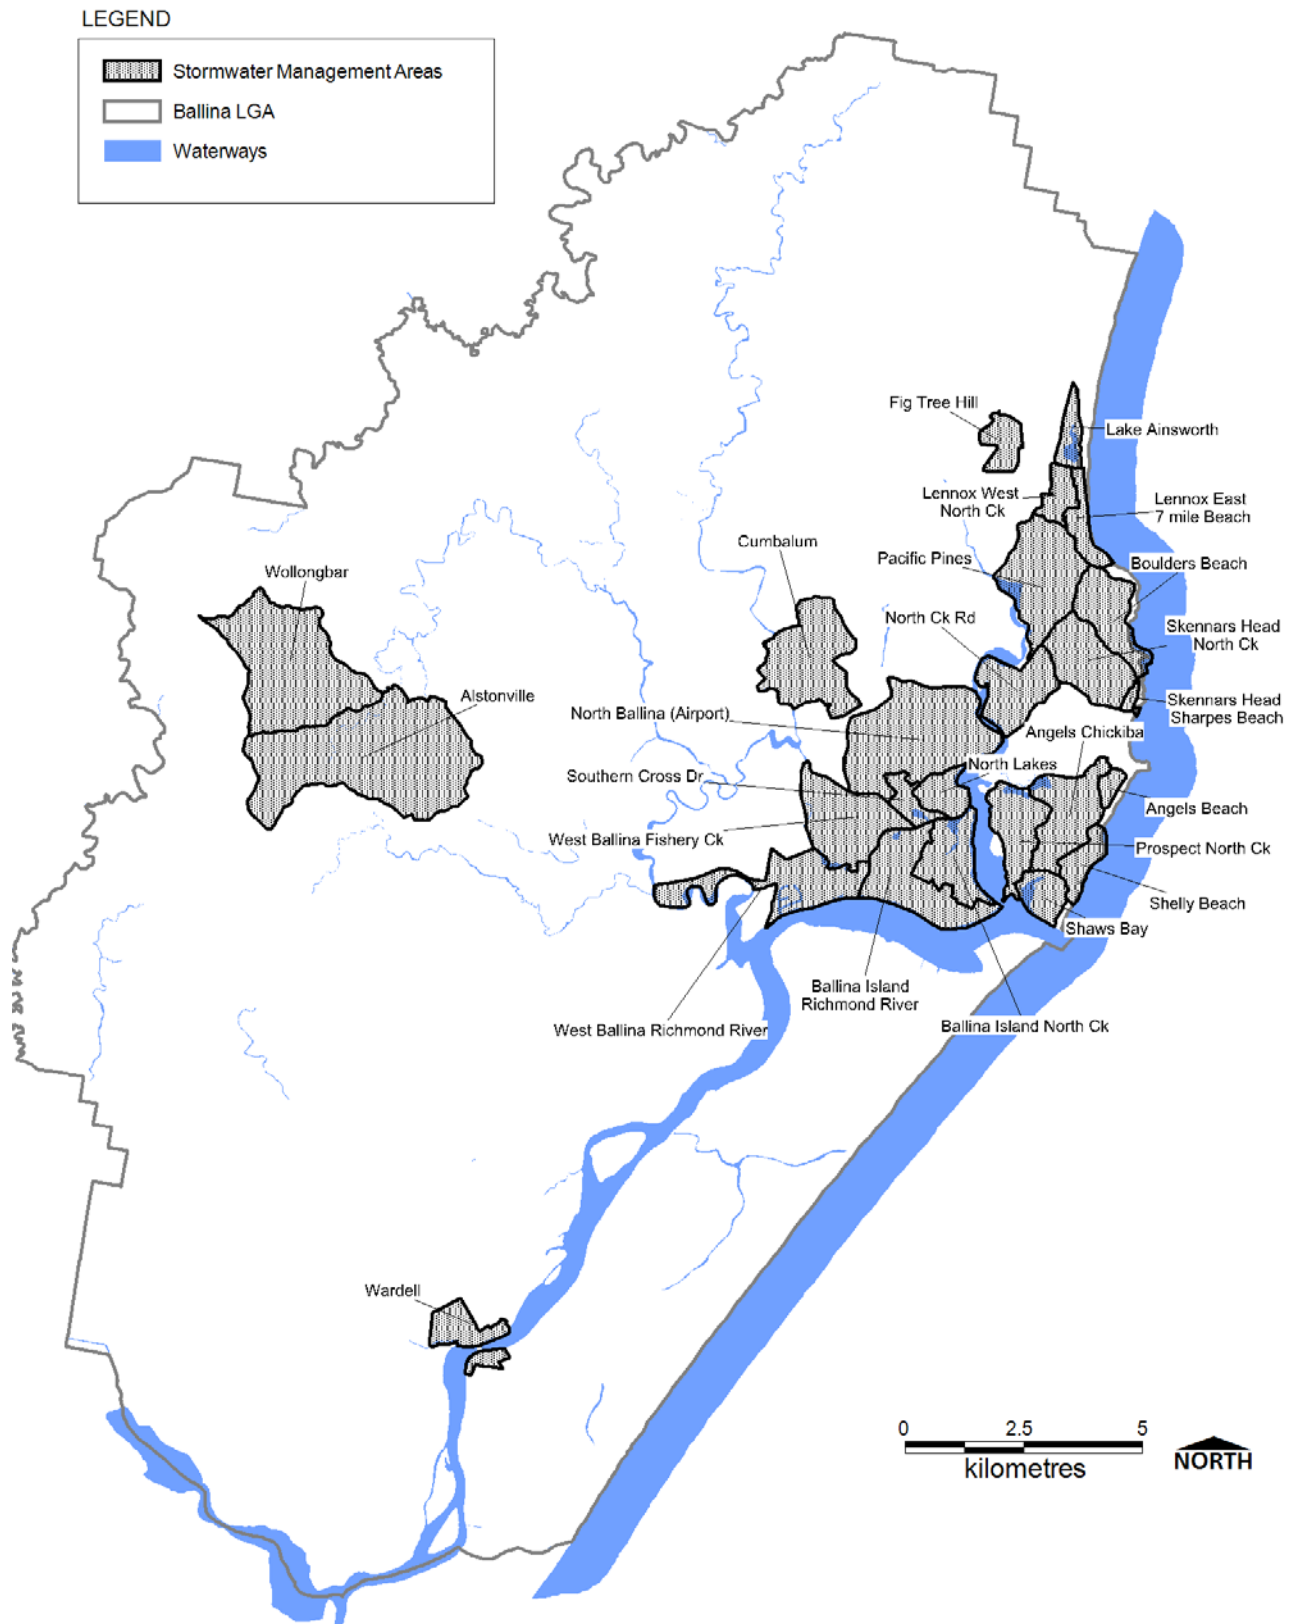 LEGEND
Stormwater Management Areas
Ballina LGA
Waterways
Fig Tree Hill
Lake Ainsworth
Lennox West
North Ck
Lennox East
7 mile Beach
Cumbalum
Pacific Pines
Boulders Beach
Wollongbar
North Ck Rd
Skennars Head
North Ck
Alstonville
North Ballina (Airport)
Skennars Head
Sharpes Beach
Angels Chickiba
Southern Cross Dr
North Lakes
Angels Beach
West Ballina Fishery Ck
Prospect North Ck
Shelly Beach
Shaws Bay
Ballina Island
Richmond River
West Ballina Richmond River
Ballina Island North Ck
Wardell
0 2.5 5
kilometres
NORTH